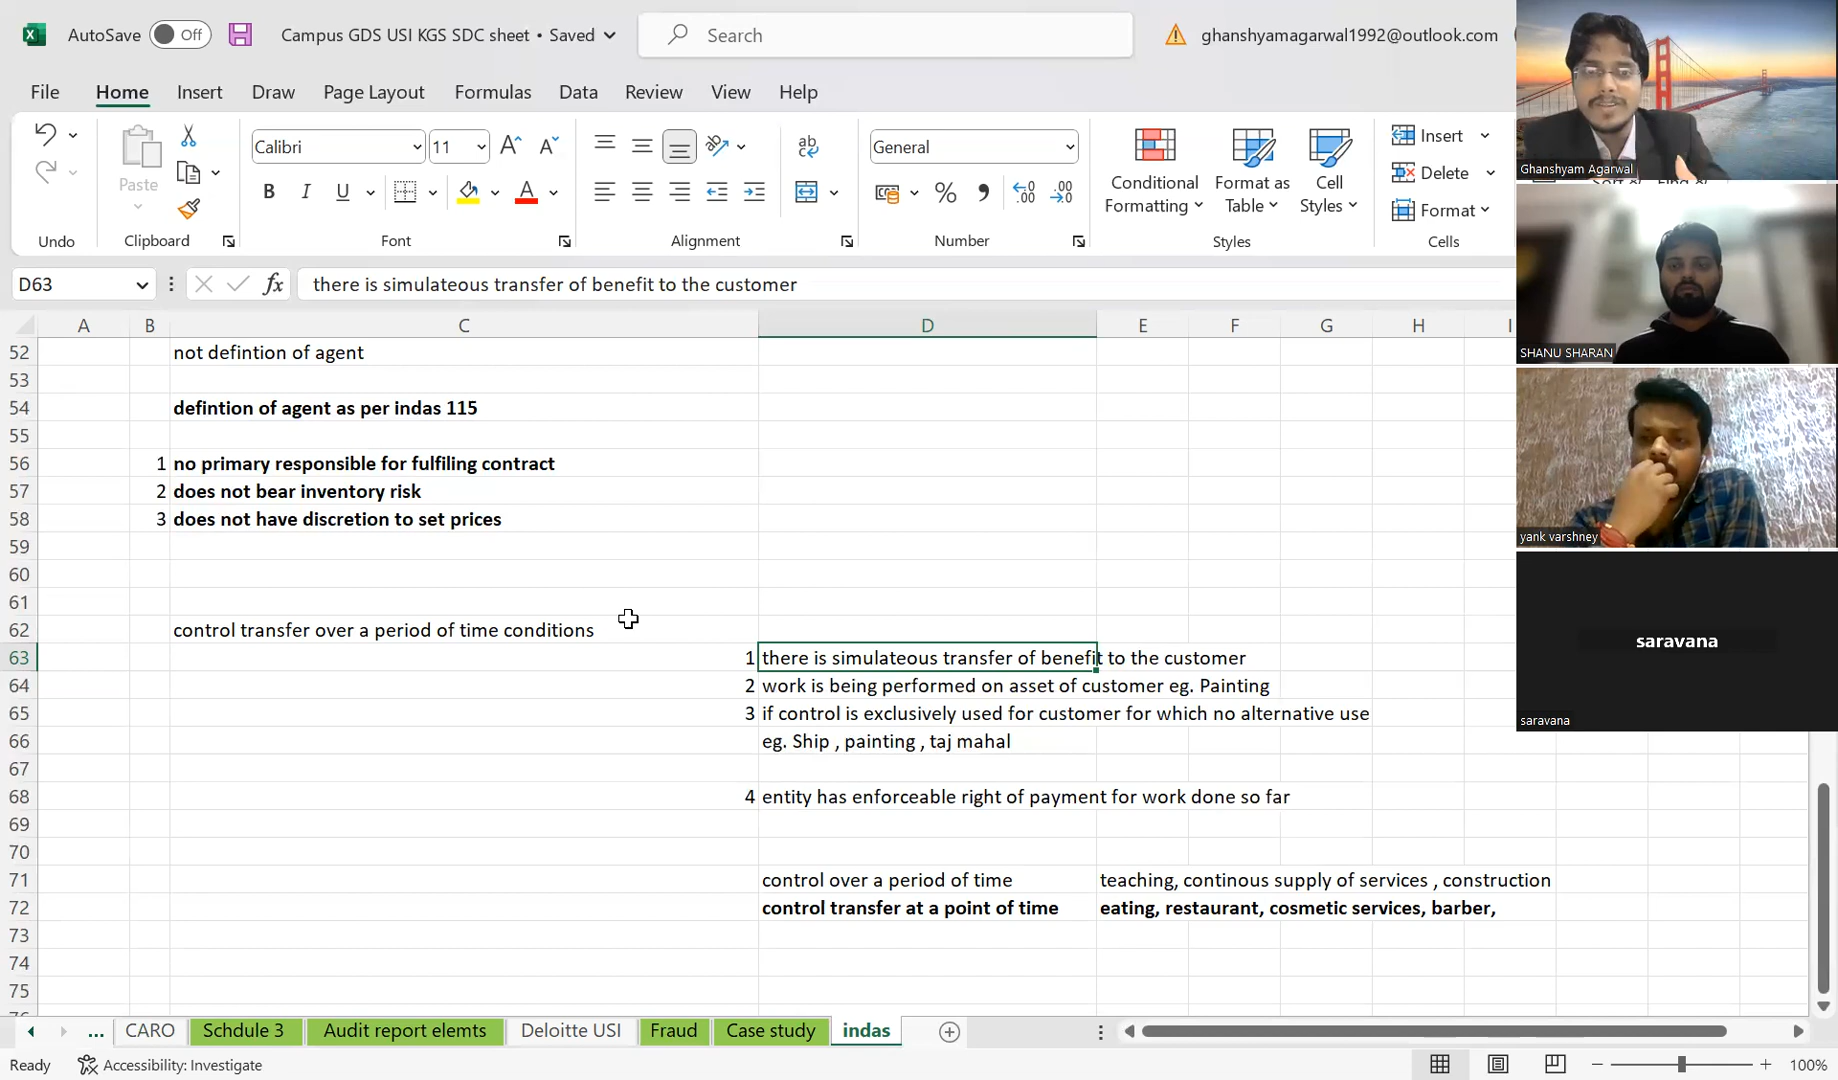 AutoSave Off Campus GDS USI KGS SDC sheet • Saved Search ghanshyamagarwal1992@outlook.com
File Home Insert Draw Page Layout Formulas Data Review View Help
Calibri 11 General
Paste
Conditional Formatting Format as Table Cell Styles
Insert
Delete
Format
Undo Clipboard Font Alignment Number Styles Cells
D63 fx there is simulateous transfer of benefit to the customer
A B C D E F G H I
52 not defintion of agent
53
54 defintion of agent as per indas 115
55
56 1 no primary responsible for fulfiling contract
57 2 does not bear inventory risk
58 3 does not have discretion to set prices
59
60
61
62 control transfer over a period of time conditions
63 1 there is simulateous transfer of benefit to the customer
64 2 work is being performed on asset of customer eg. Painting
65 3 if control is exclusively used for customer for which no alternative use
66 eg. Ship , painting , taj mahal
67
68 4 entity has enforceable right of payment for work done so far
69
70
71 control over a period of time teaching, continous supply of services , construction
72 control transfer at a point of time eating, restaurant, cosmetic services, barber,
73
74
75
... CARO Schdule 3 Audit report elemts Deloitte USI Fraud Case study indas
Ready Accessibility: Investigate 100%
Ghanshyam Agarwal
SHANU SHARAN
yank varshney
saravana
saravana